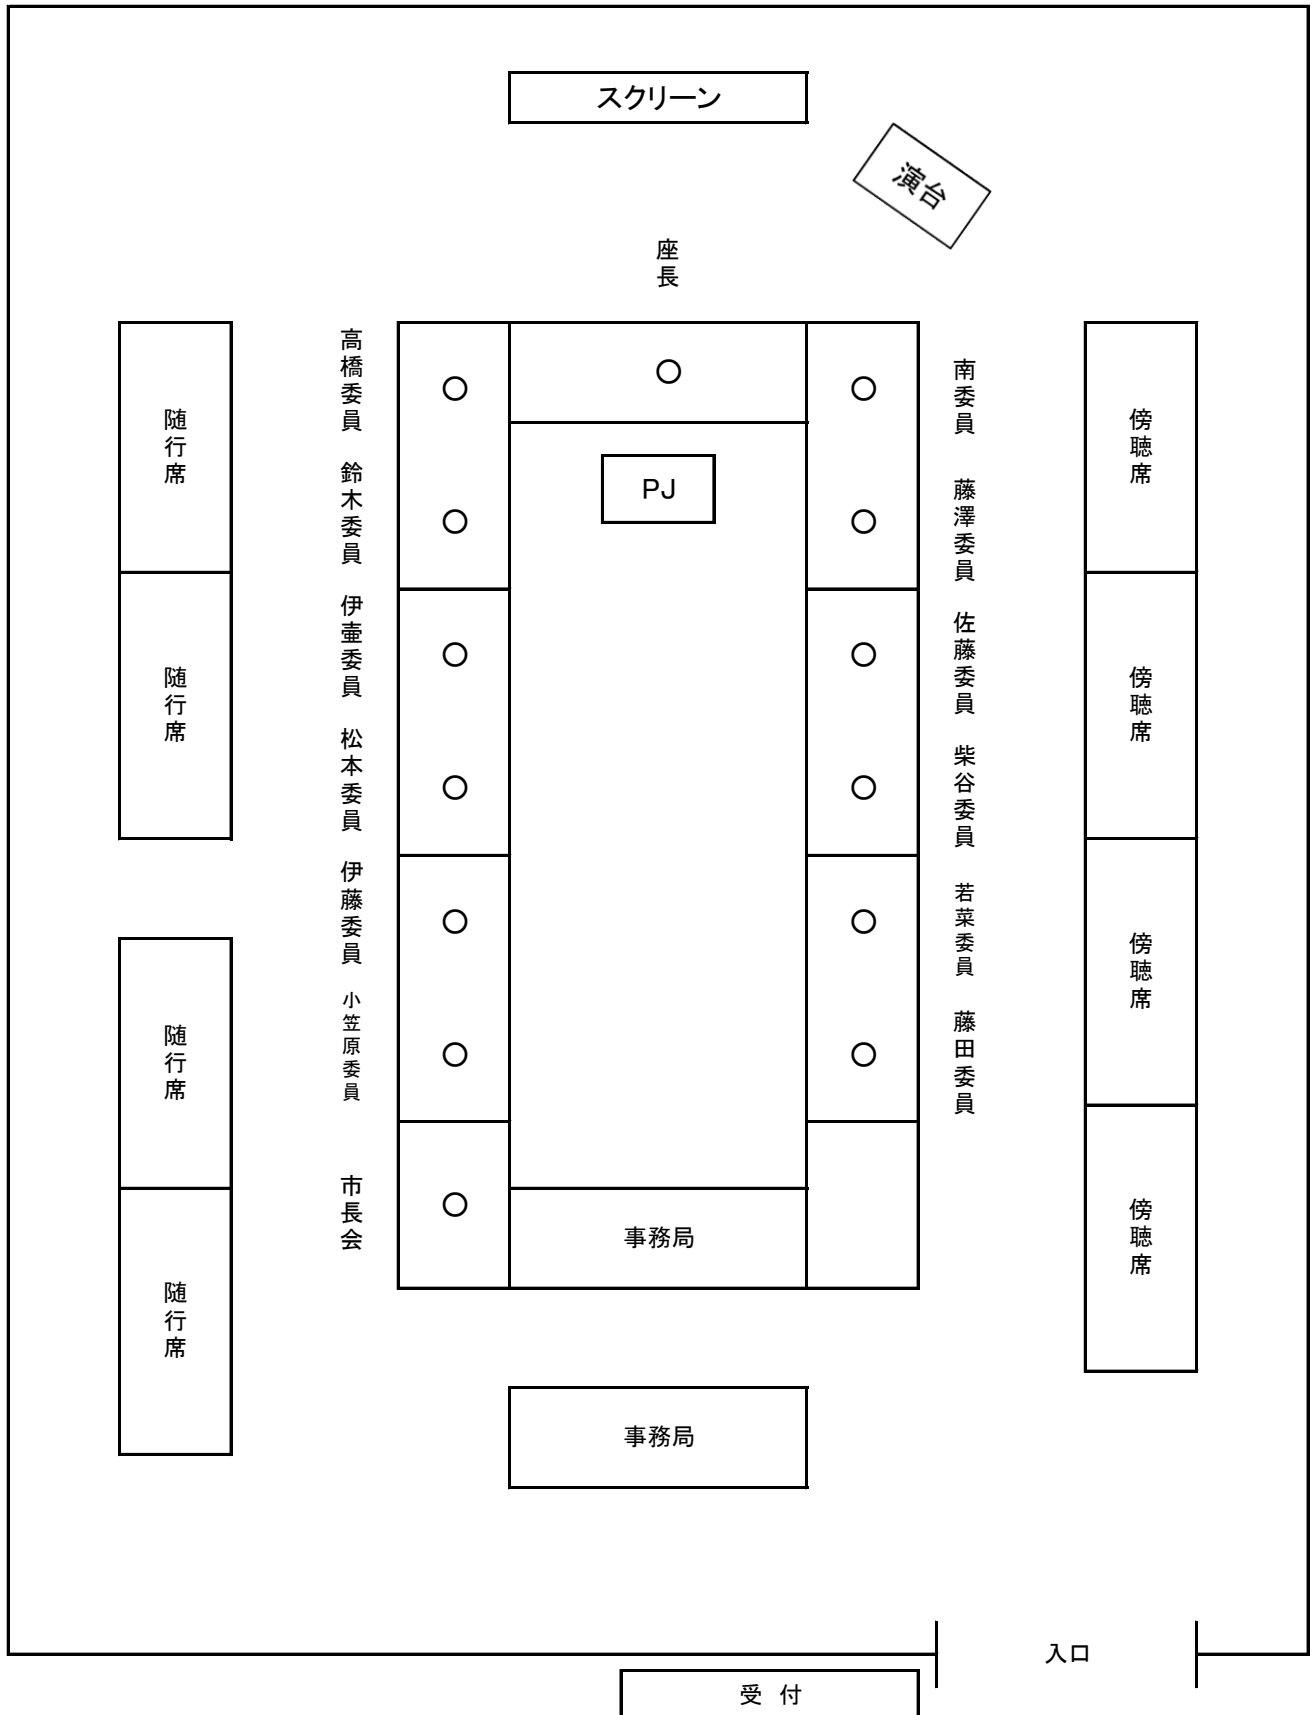 スクリーン
演台
座長
高橋委員
鈴木委員
伊壷委員
松本委員
伊藤委員
小笠原委員
市長会
南委員
藤澤委員
佐藤委員
柴谷委員
若菜委員
藤田委員
随行席
随行席
随行席
随行席
PJ
傍聴席
傍聴席
傍聴席
傍聴席
事務局
事務局
入口
受 付